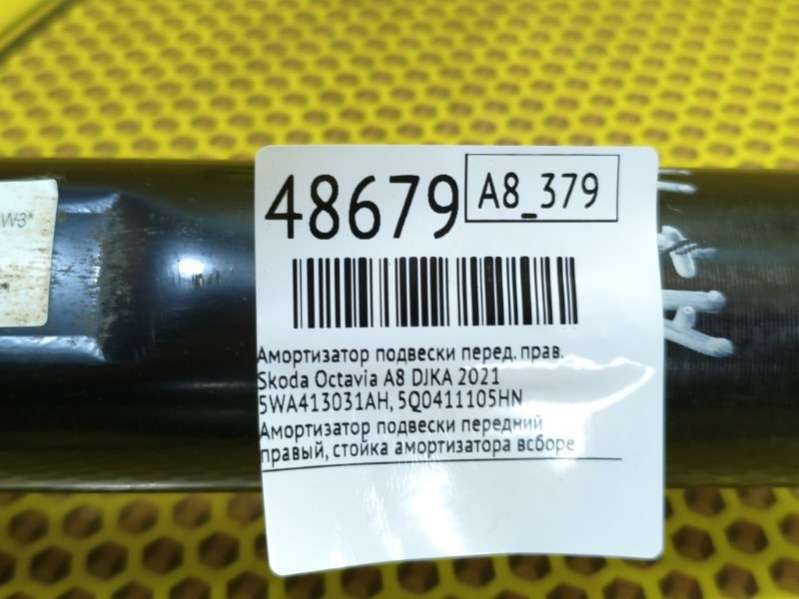 48679
A8_379
Амортизатор подвески перед. прав.
Skoda Octavia A8 DJKA 2021
5WA413031AH, 5Q0411105HN
Амортизатор подвески передний
правый, стойка амортизатора всборе
W3*